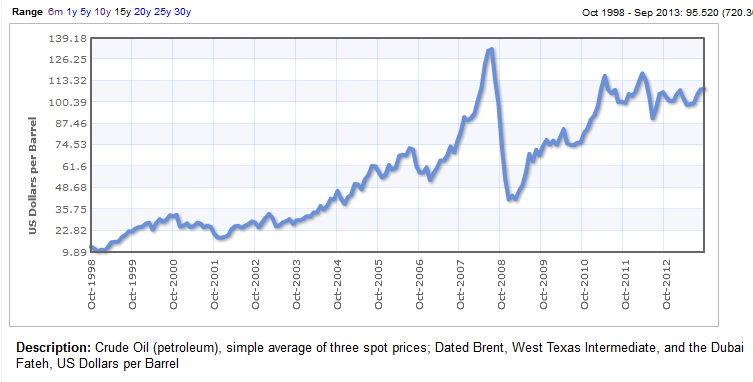 Range 6m 1y 5y 10y 15y 20y 25y 30y
Oct 1998 - Sep 2013: 95.520 (720.3
139.18
126.25
113.32
100.39
87.46
74.53
61.6
48.68
35.75
22.82
9.89
US Dollars per Barrel
Oct-1998
Oct-1999
Oct-2000
Oct-2001
Oct-2002
Oct-2003
Oct-2004
Oct-2005
Oct-2006
Oct-2007
Oct-2008
Oct-2009
Oct-2010
Oct-2011
Oct-2012
Description: Crude Oil (petroleum), simple average of three spot prices; Dated Brent, West Texas Intermediate, and the Dubai
Fateh, US Dollars per Barrel